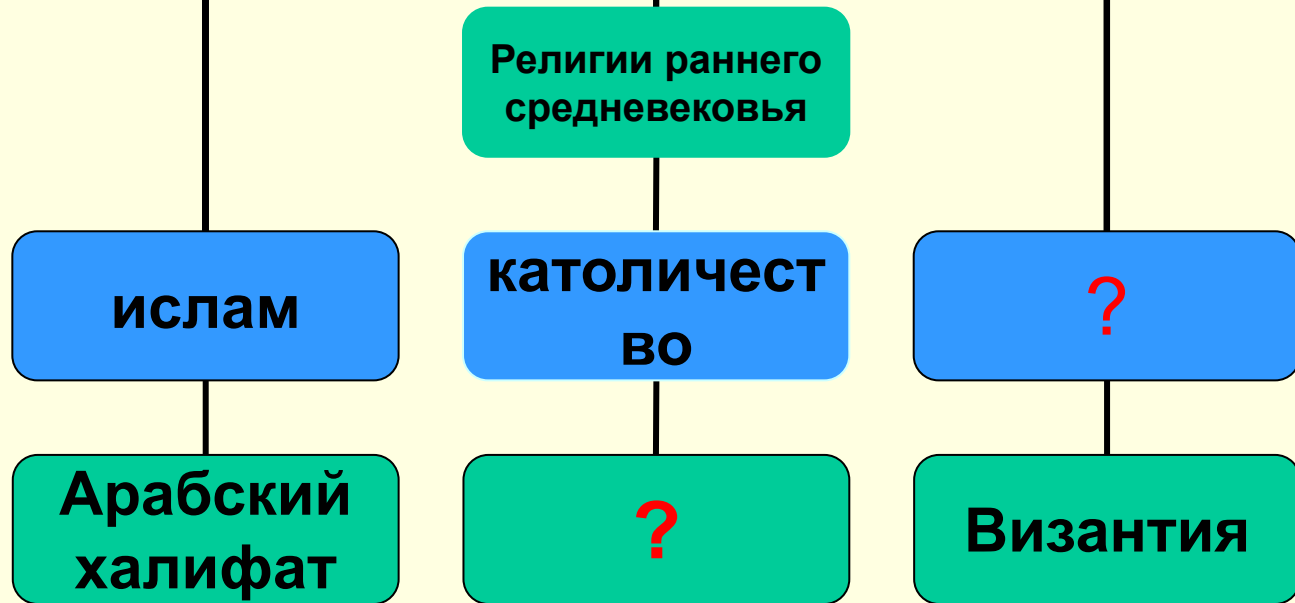 Религии раннего
средневековья
ислам
католичест
во
?
Арабский
халифат
?
Византия